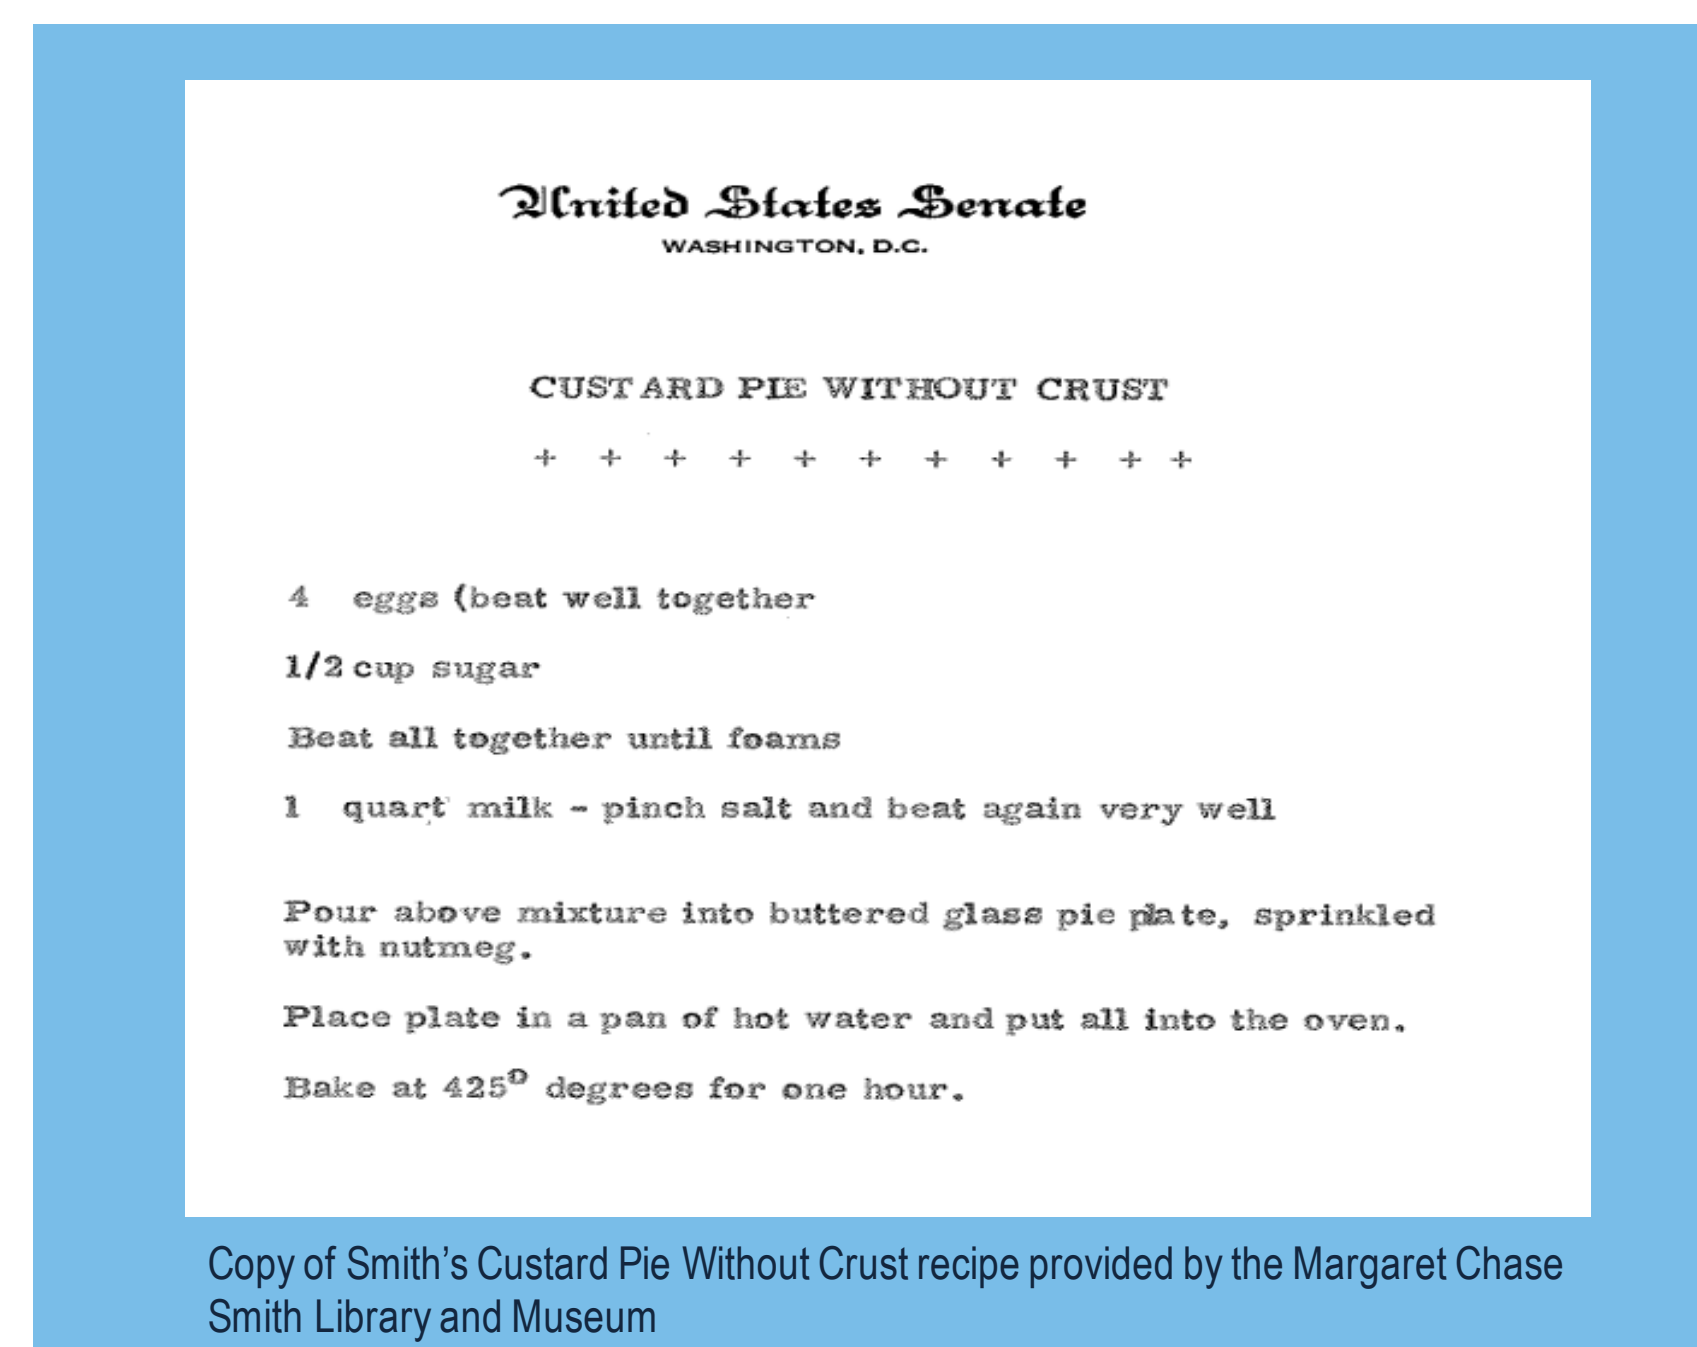 United States Senate
WASHINGTON, D.C.
CUSTARD PIE WITHOUT CRUST
+ + + + + + + + + + +
4 eggs (beat well together
1/2 cup sugar
Beat all together until foams
1 quart milk - pinch salt and beat again very well
Pour above mixture into buttered glass pie plate, sprinkled
with nutmeg.
Place plate in a pan of hot water and put all into the oven.
Bake at 425° degrees for one hour.
Copy of Smith’s Custard Pie Without Crust recipe provided by the Margaret Chase
Smith Library and Museum